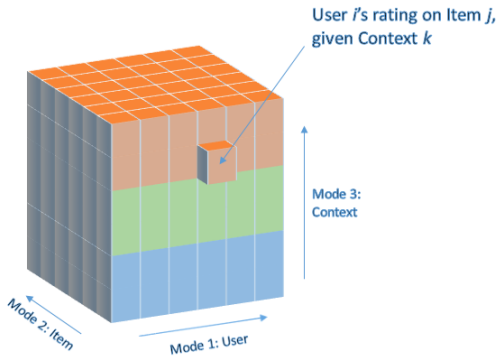 User i's rating on Item j,
given Context k
Mode 3:
Context
Mode 2: Item
Mode 1: User